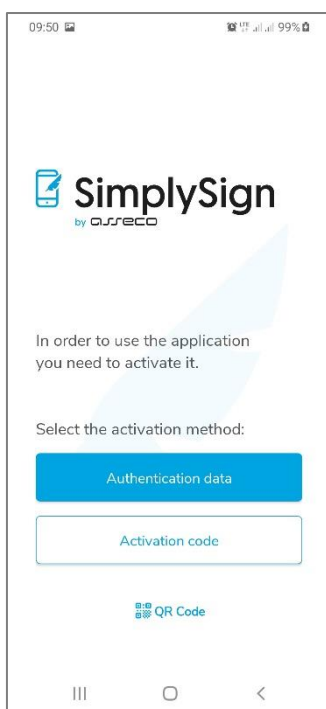 09:50 99%
SimplySign
by asseco
In order to use the application
you need to activate it.
Select the activation method:
Authentication data
Activation code
QR Code